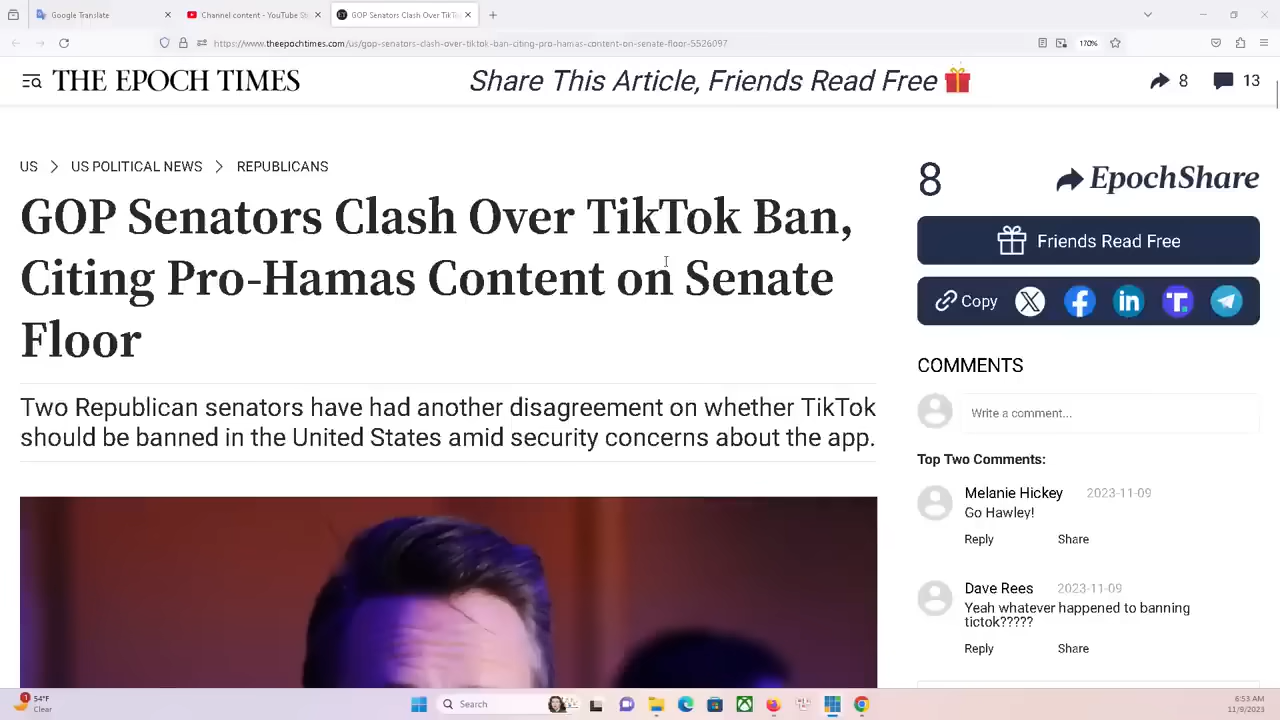 Google Translate
Channel content - YouTube St
GOP Senators Clash Over TikTo
https://www.theepochtimes.com/us/gop-senators-clash-over-tiktok-ban-citing-pro-hamas-content-on-senate-floor-5526097
170%
THE EPOCH TIMES
Share This Article, Friends Read Free
8
13
US > US POLITICAL NEWS > REPUBLICANS
GOP Senators Clash Over TikTok Ban,
Citing Pro-Hamas Content on Senate
Floor
Two Republican senators have had another disagreement on whether TikTok
should be banned in the United States amid security concerns about the app.
8
EpochShare
Friends Read Free
Copy
COMMENTS
Write a comment...
Top Two Comments:
Melanie Hickey 2023-11-09
Go Hawley!
Reply Share
Dave Rees 2023-11-09
Yeah whatever happened to banning
tictok?????
Reply Share
54°F
Clear
Search
6:53 AM
11/9/2023